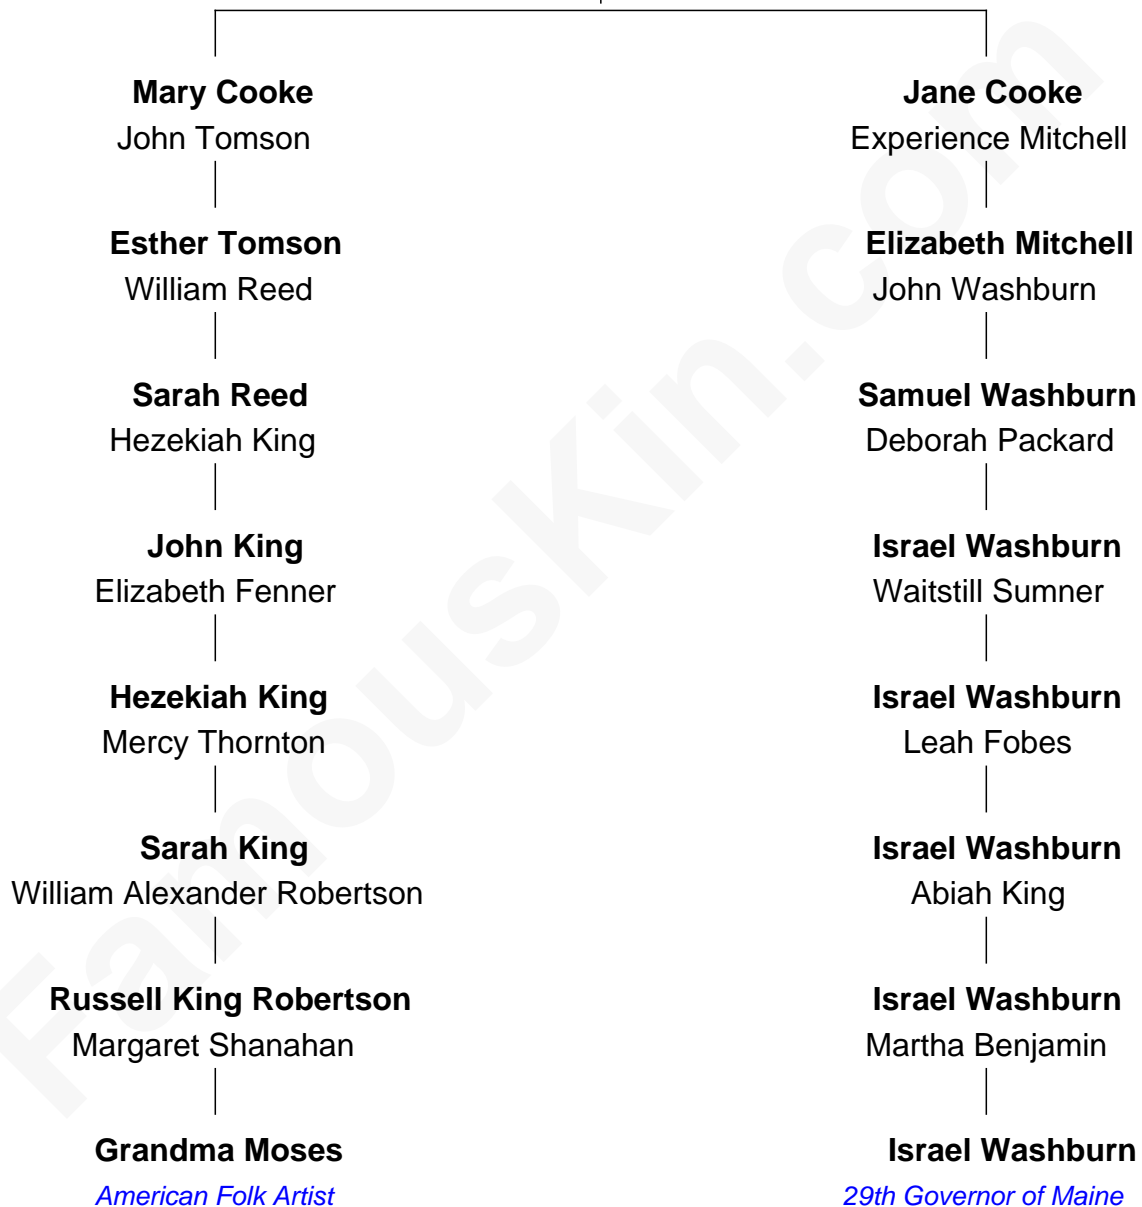 Mary Cooke
John Tomson
Jane Cooke
Experience Mitchell
Esther Tomson
William Reed
Elizabeth Mitchell
John Washburn
Sarah Reed
Hezekiah King
Samuel Washburn
Deborah Packard
John King
Elizabeth Fenner
Israel Washburn
Waitstill Sumner
Hezekiah King
Mercy Thornton
Israel Washburn
Leah Fobes
Sarah King
William Alexander Robertson
Israel Washburn
Abiah King
Russell King Robertson
Margaret Shanahan
Israel Washburn
Martha Benjamin
Grandma Moses
American Folk Artist
Israel Washburn
29th Governor of Maine
FamousKin.com